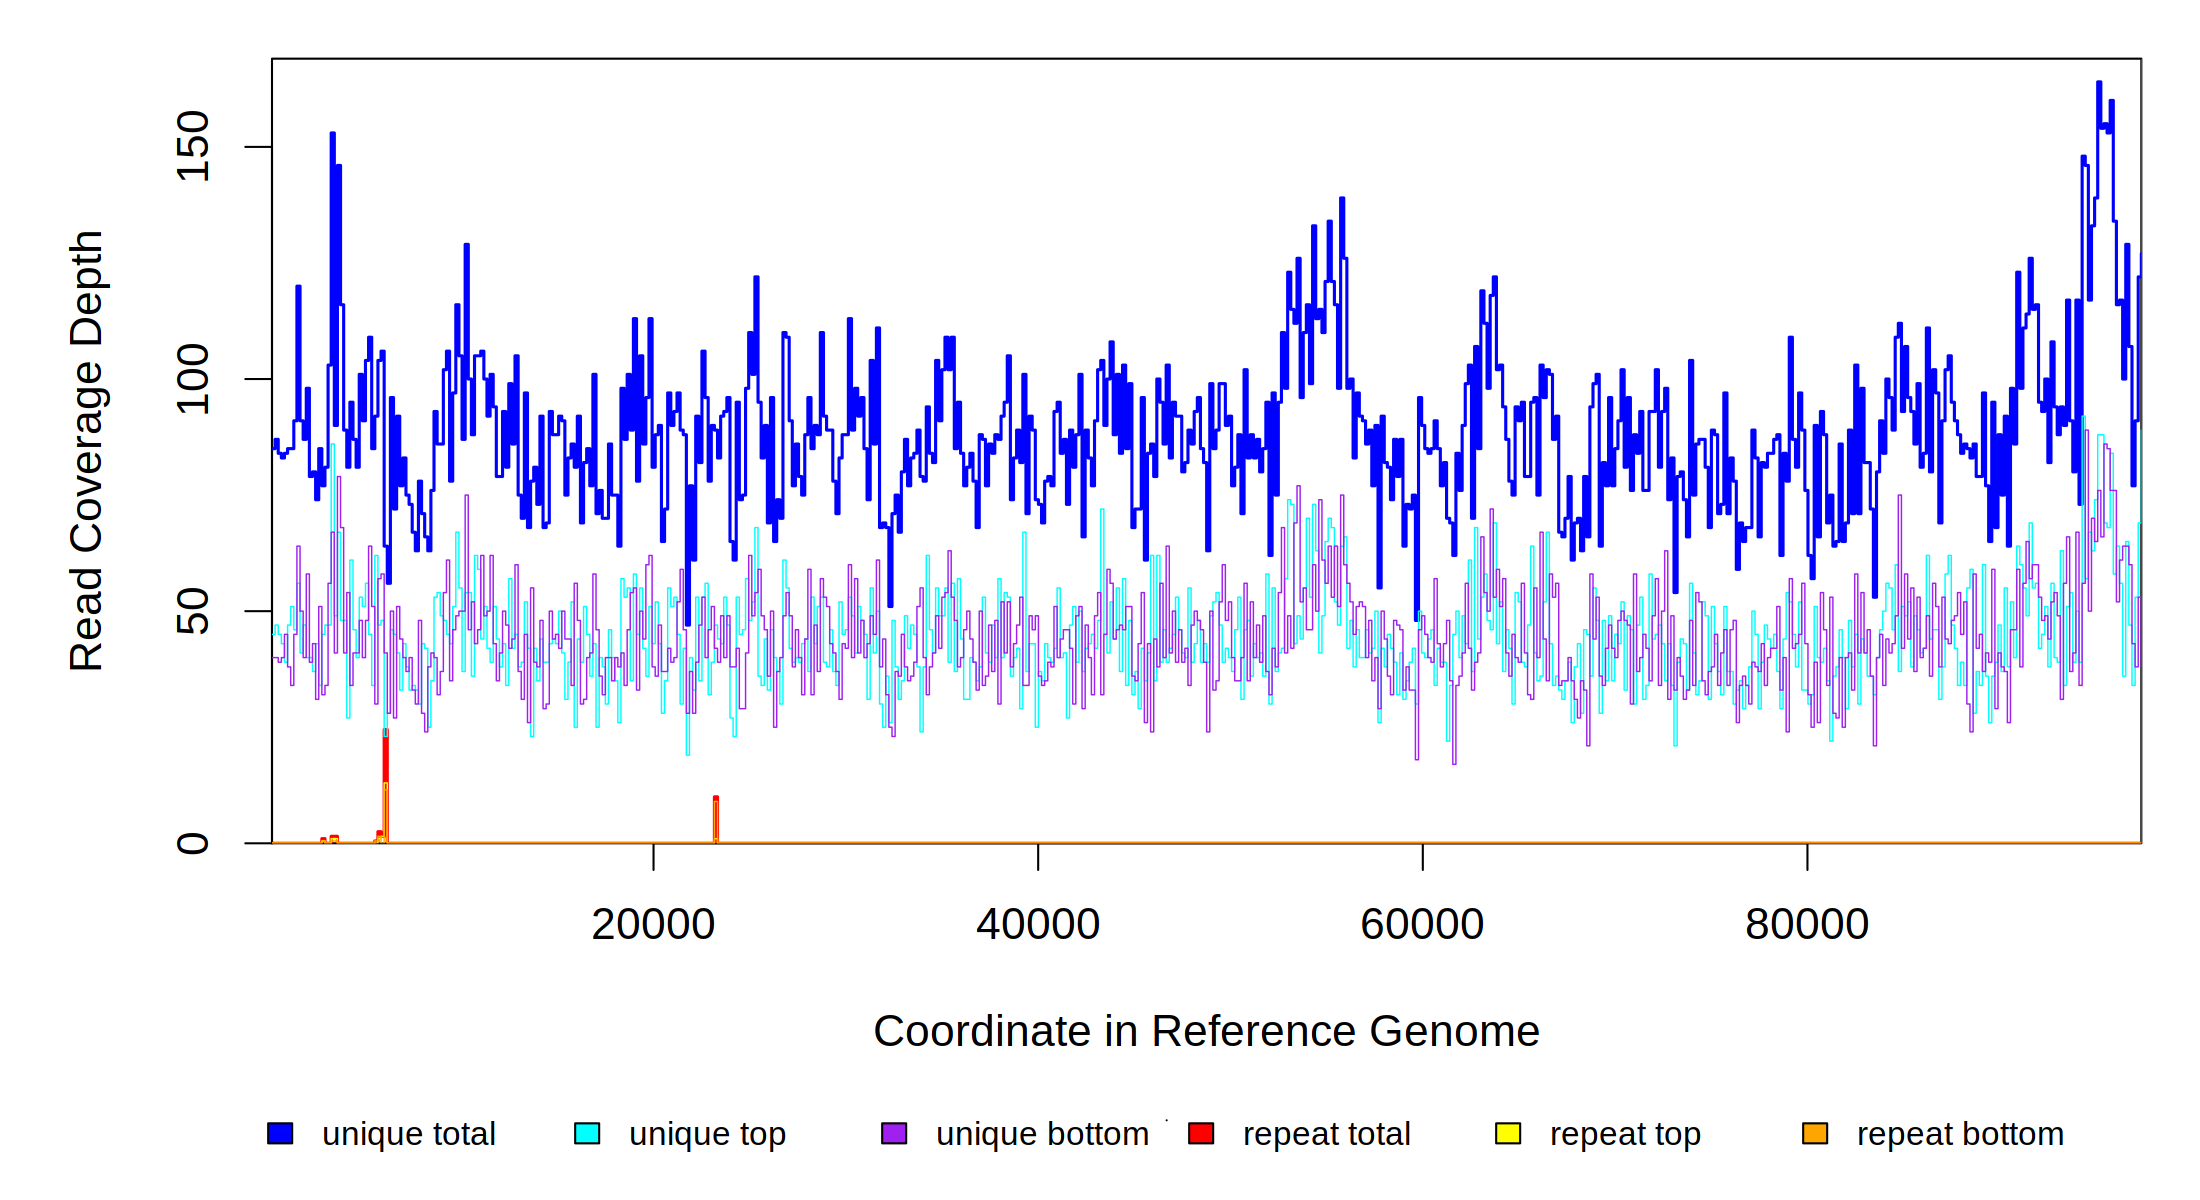 150
100
50
0
Read Coverage Depth
20000 40000 60000 80000
Coordinate in Reference Genome
unique total unique top unique bottom repeat total repeat top repeat bottom